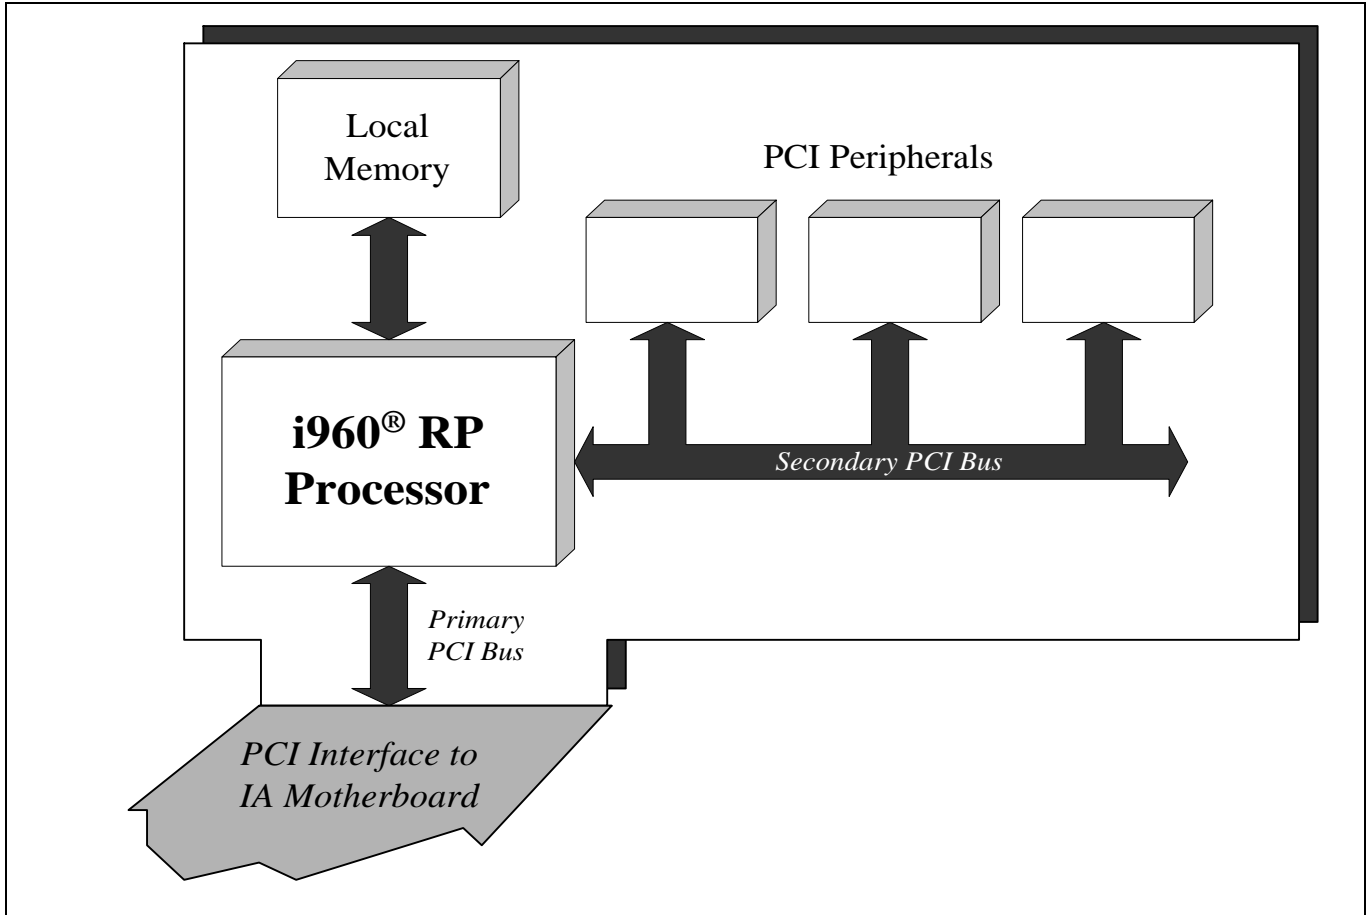 Local
Memory
PCI Peripherals
i960® RP
Processor
Secondary PCI Bus
Primary
PCI Bus
PCI Interface to
IA Motherboard